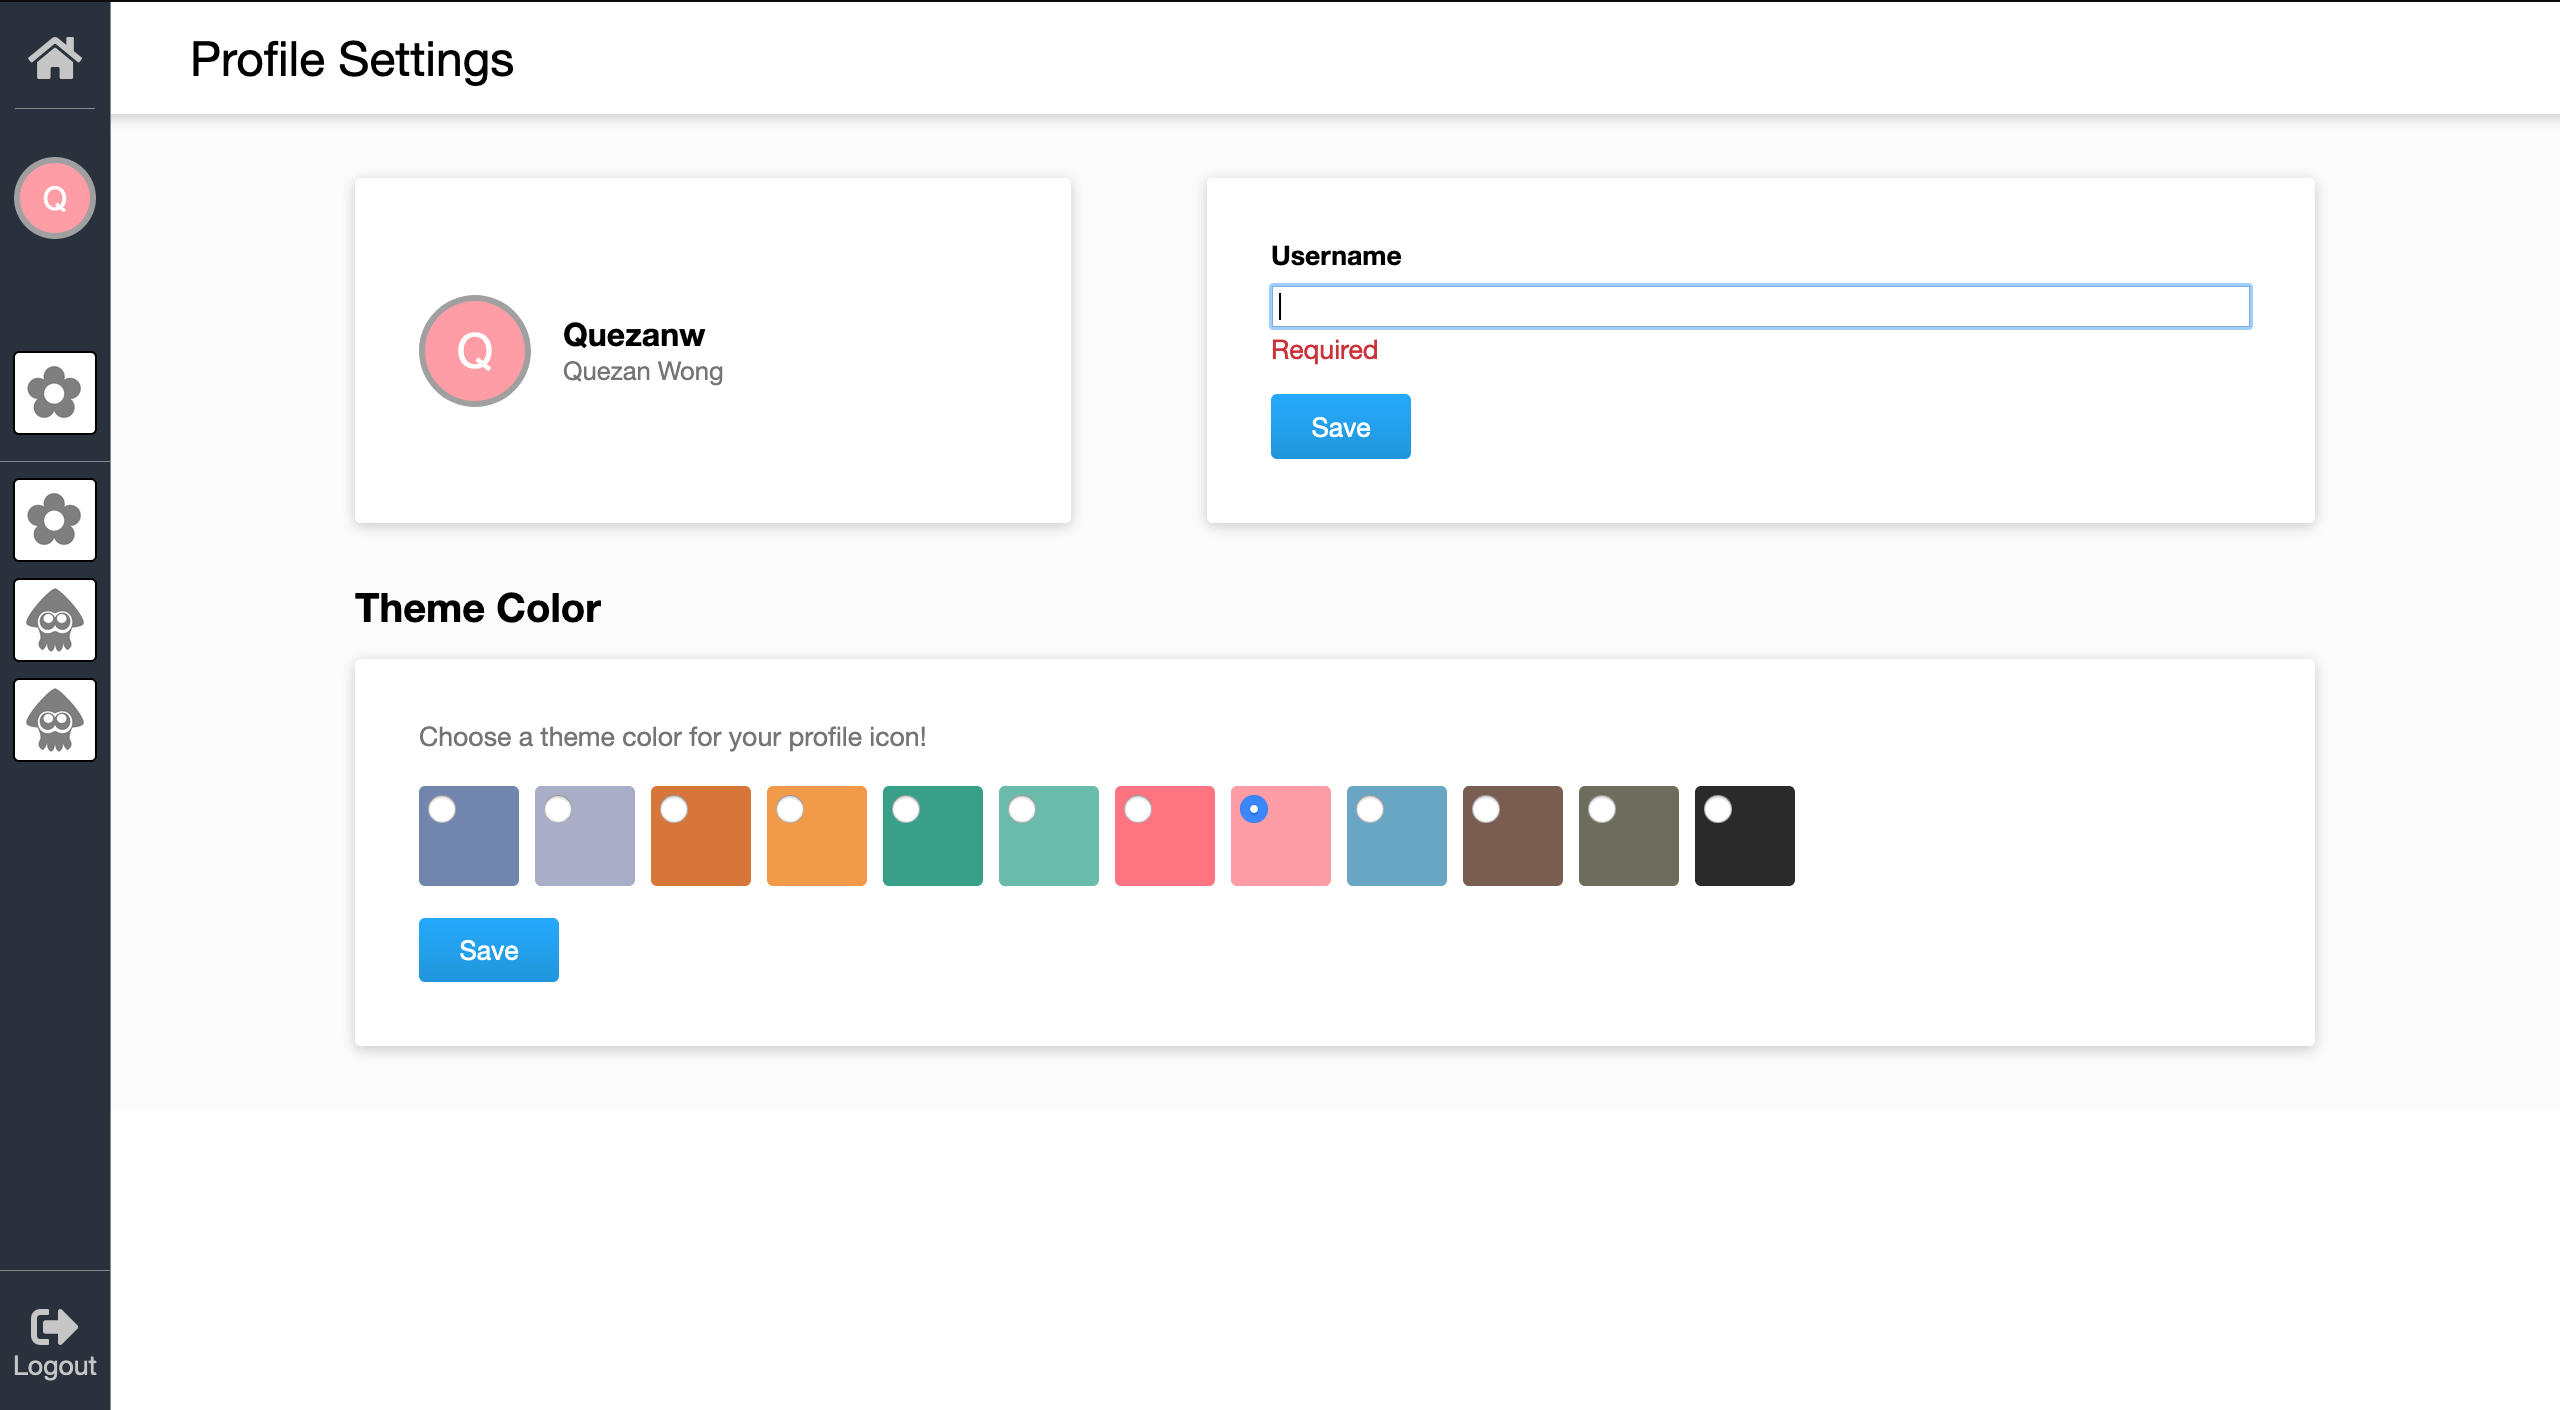 Profile Settings
Q
Q
Quezanw
Quezan Wong
Username
Required
Save
Theme Color
Choose a theme color for your profile icon!
Save
Logout